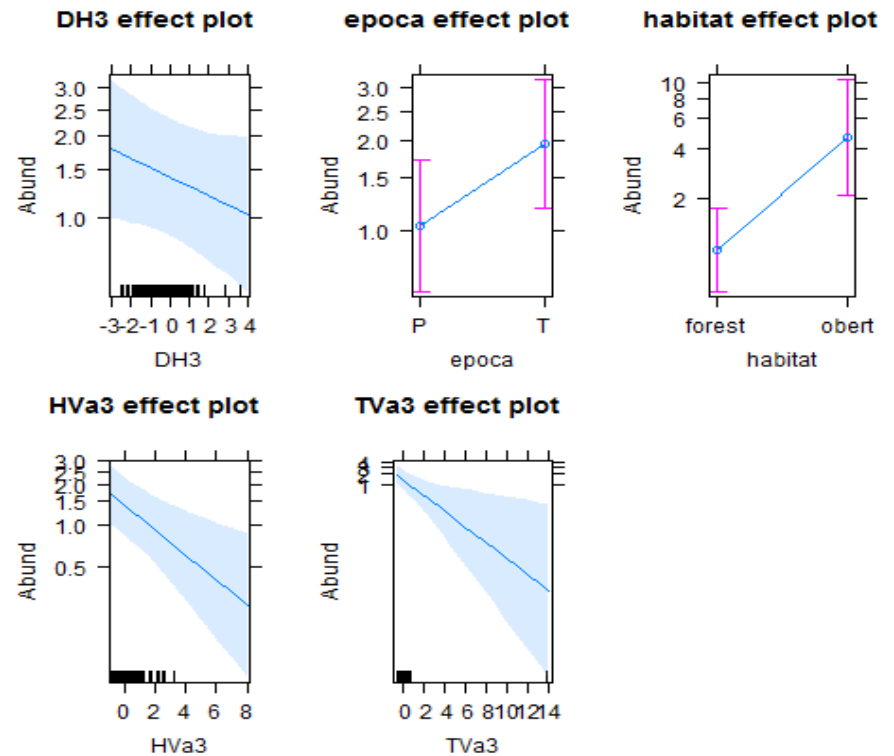 DH3 effect plot
Abund
3.0
2.5
2.0
1.5
1.0
-3 -2 -1 0 1 2 3 4
DH3
epoca effect plot
Abund
3.0
2.5
2.0
1.5
1.0
P T
epoca
habitat effect plot
Abund
10
8
6
4
2
forest obert
habitat
HVa3 effect plot
Abund
3.0
2.5
2.0
1.5
1.0
0.5
0 2 4 6 8
HVa3
TVa3 effect plot
Abund
4
3
2
1
0 2 4 6 8 10 12 14
TVa3